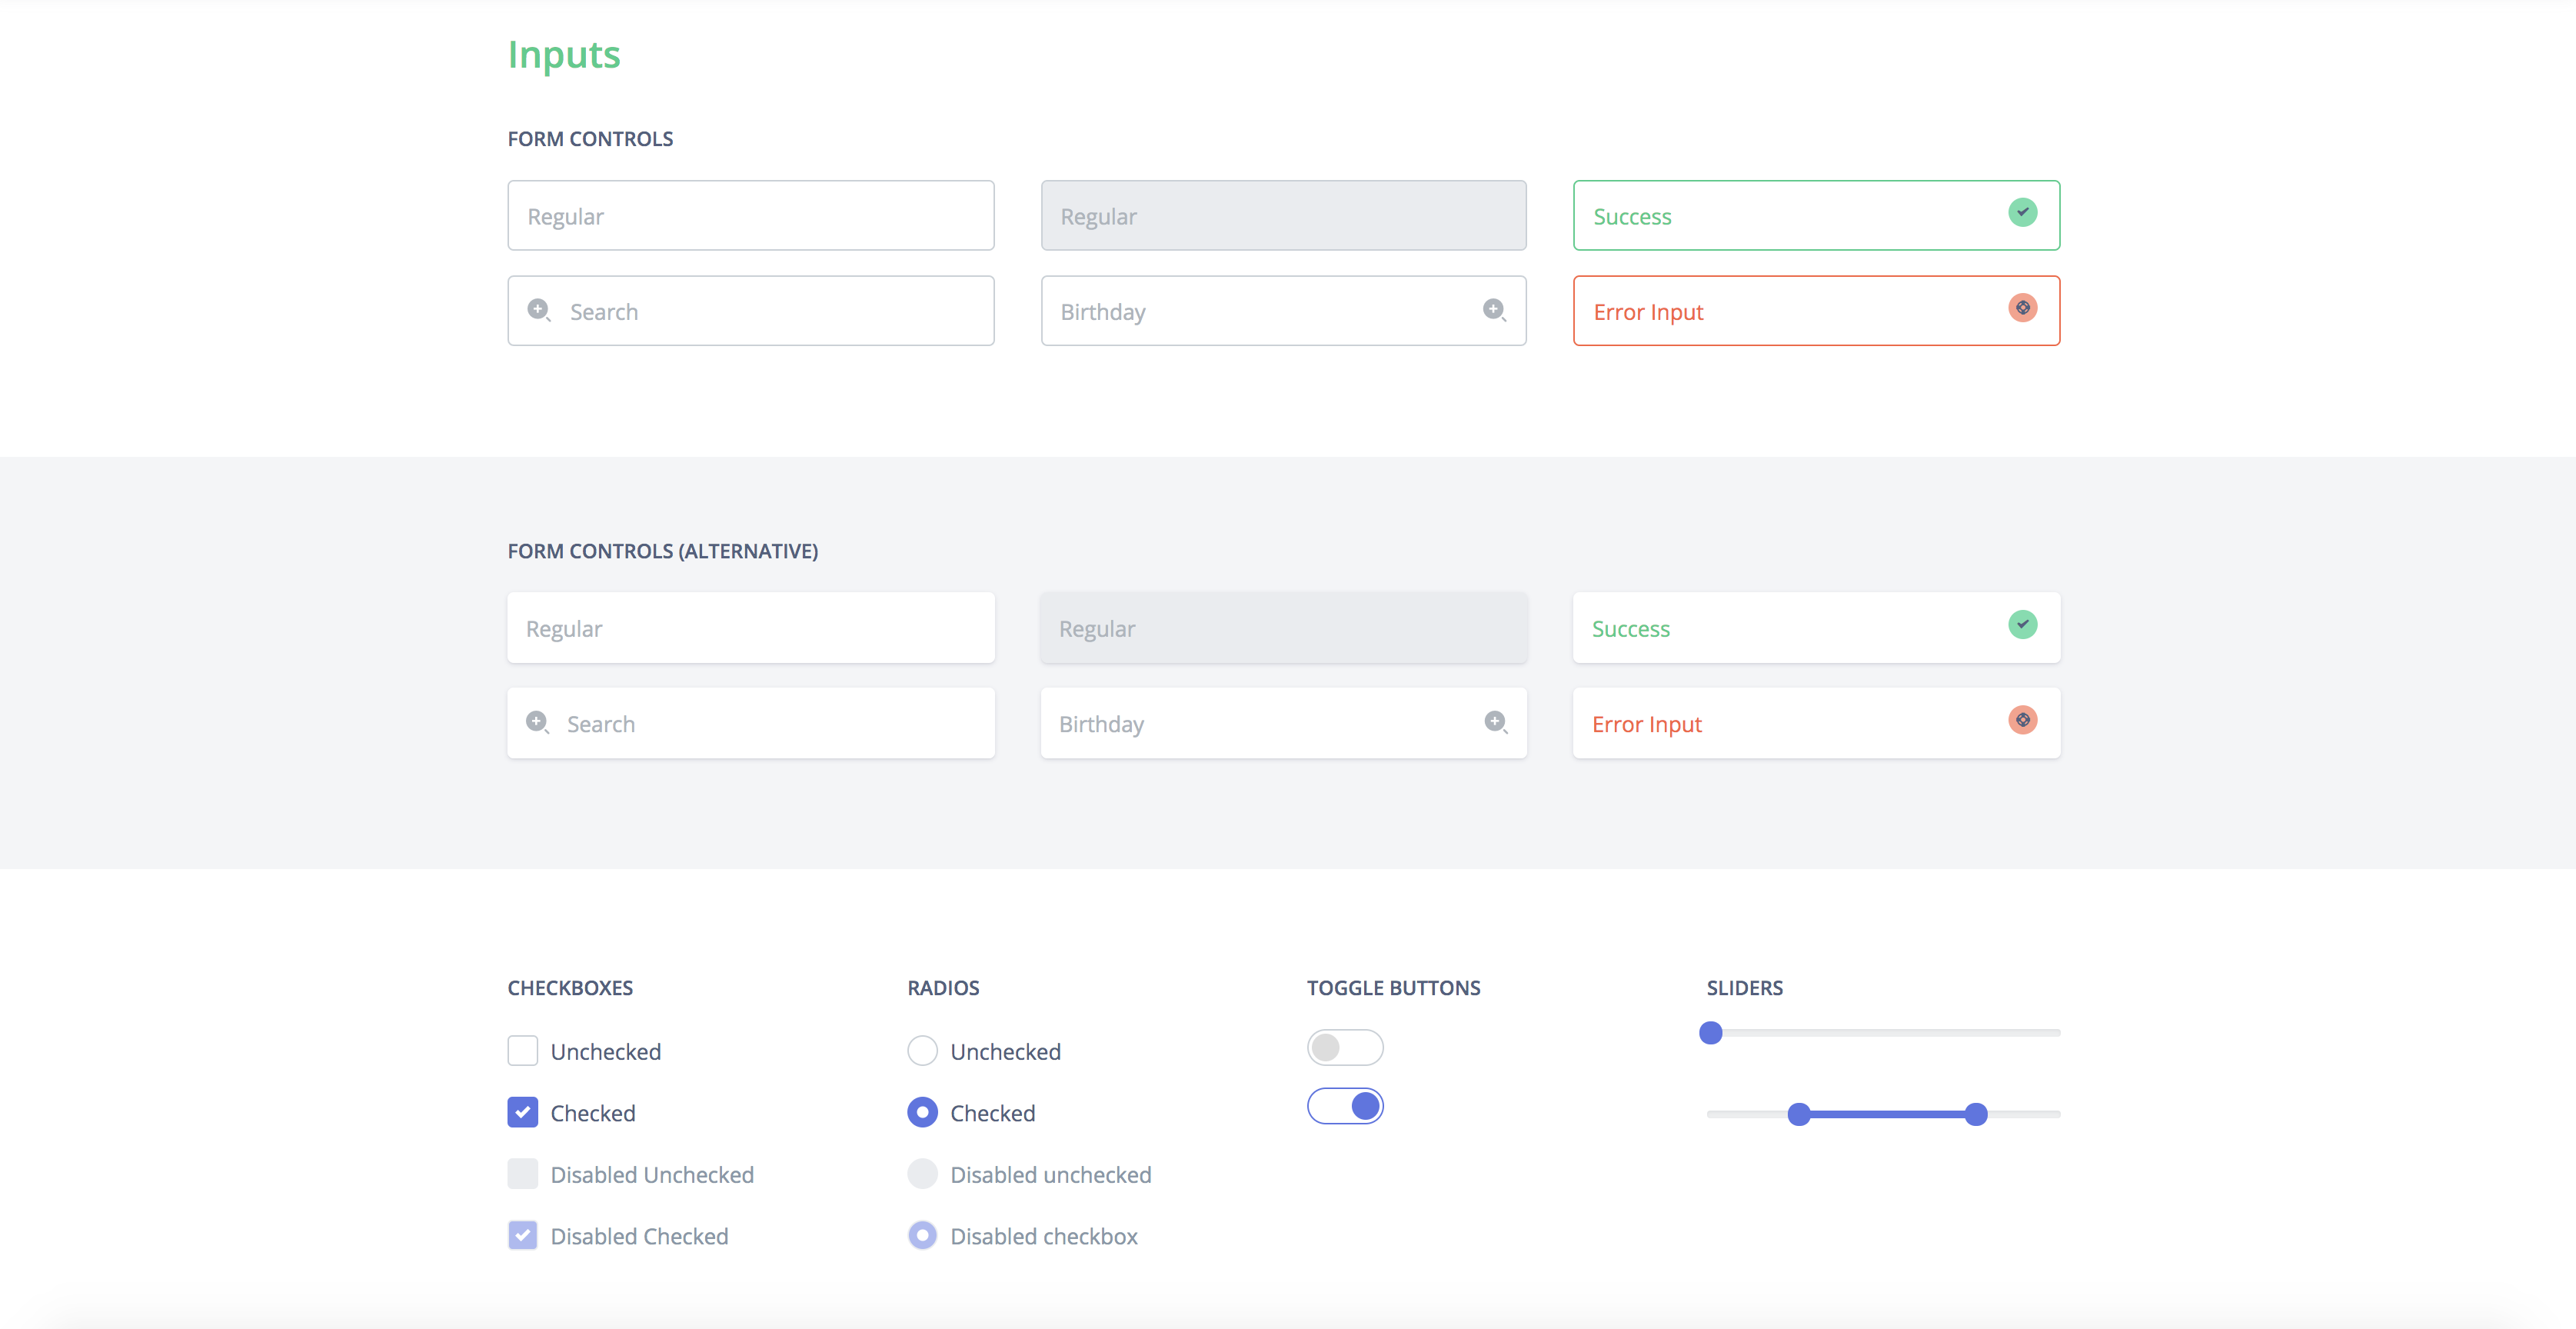 Inputs
FORM CONTROLS
Regular
Regular
Success
Search
Birthday
Error Input
FORM CONTROLS (ALTERNATIVE)
Regular
Regular
Success
Search
Birthday
Error Input
CHECKBOXES
Unchecked
Checked
Disabled Unchecked
Disabled Checked
RADIOS
Unchecked
Checked
Disabled unchecked
Disabled checkbox
TOGGLE BUTTONS
SLIDERS